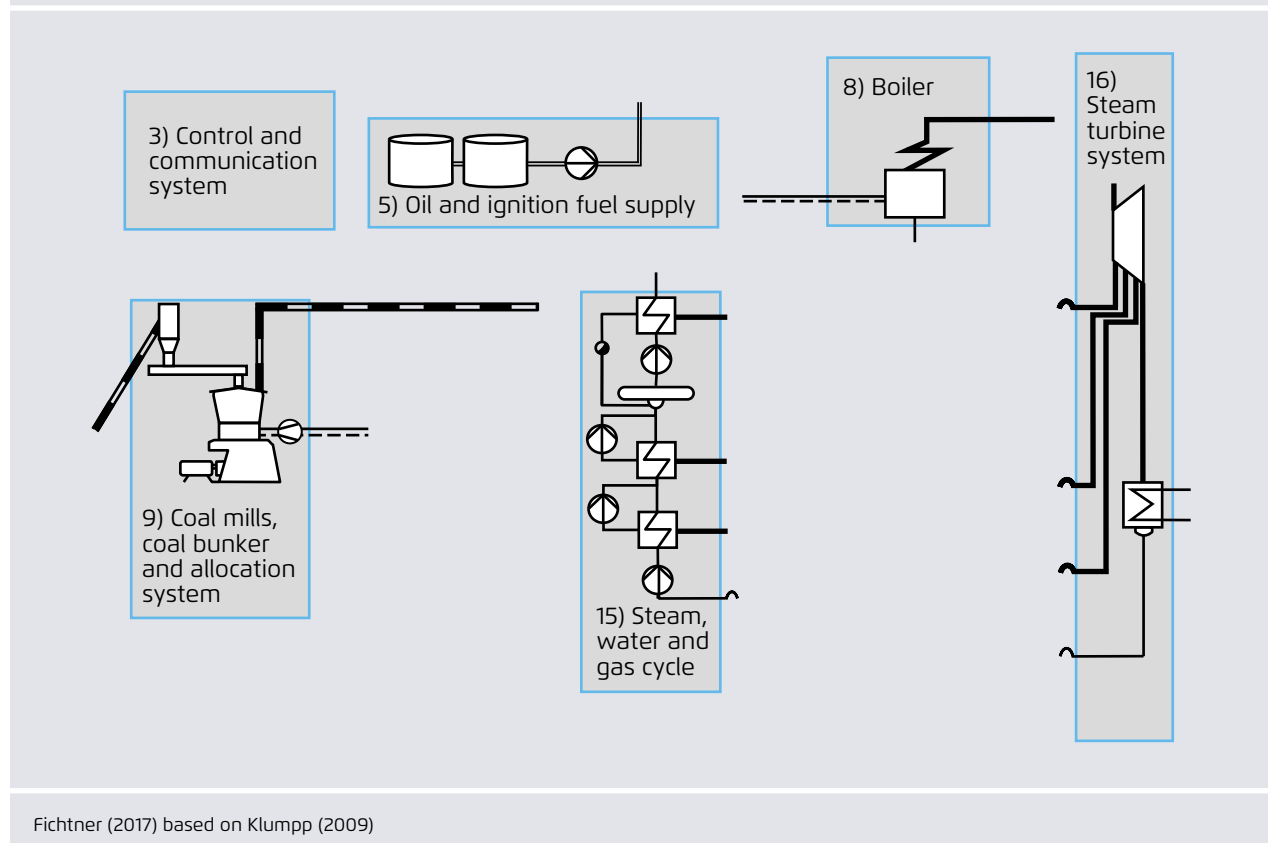 3) Control and
communication
system
5) Oil and ignition fuel supply
8) Boiler
16)
Steam
turbine
system
9) Coal mills,
coal bunker
and allocation
system
15) Steam,
water and
gas cycle
Fichtner (2017) based on Klumpp (2009)